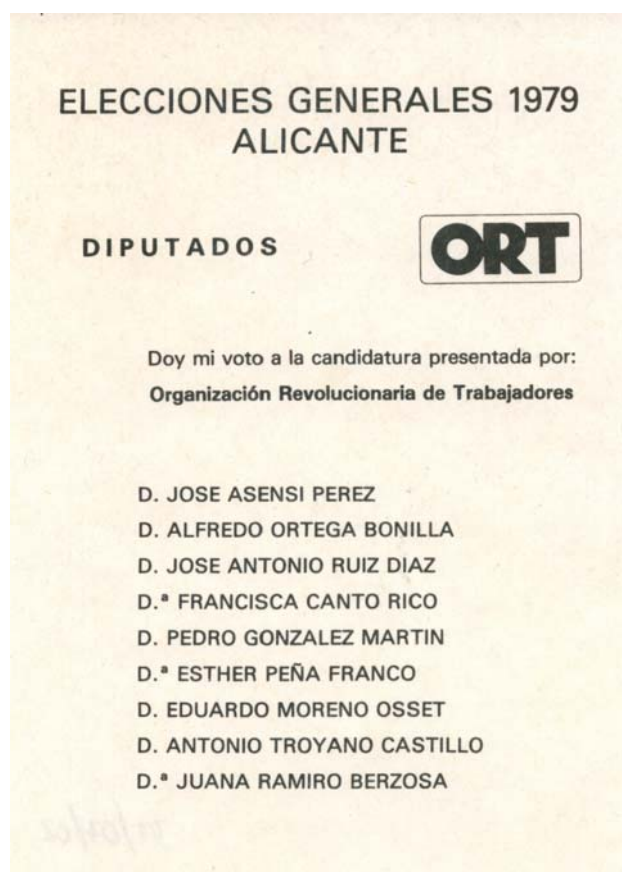 ELECCIONES GENERALES 1979
ALICANTE
DIPUTADOS
ORT
Doy mi voto a la candidatura presentada por:
Organización Revolucionaria de Trabajadores
D. JOSE ASENSI PEREZ
D. ALFREDO ORTEGA BONILLA
D. JOSE ANTONIO RUIZ DIAZ
D.ª FRANCISCA CANTO RICO
D. PEDRO GONZALEZ MARTIN
D.ª ESTHER PEÑA FRANCO
D. EDUARDO MORENO OSSET
D. ANTONIO TROYANO CASTILLO
D.ª JUANA RAMIRO BERZOSA